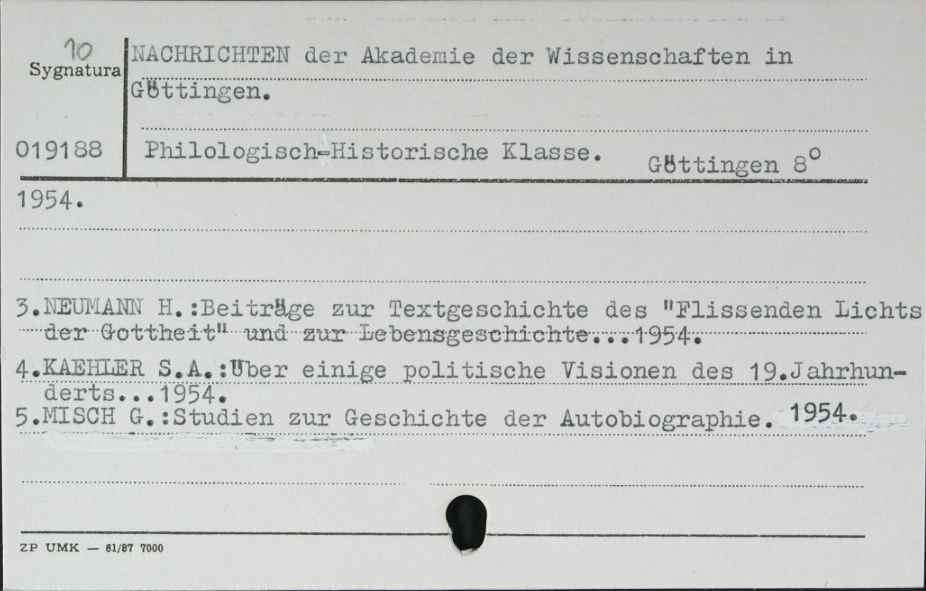 10
Sygnatura
NACHRICHTEN der Akademie der Wissenschaften in
Göttingen.
019188
Philologisch-Historische Klasse.
Göttingen 8°
1954.
3.NEUMANN H.:Beiträge zur Textgeschichte des "Flissenden Lichts
der Gottheit" und zur Lebensgeschichte...1954.
4.KAEHLER S.A.:Über einige politische Visionen des 19.Jahrhun-
derts...1954.
5.MISCH G.:Studien zur Geschichte der Autobiographie. 1954.
ZP UMK — 61/87 7000